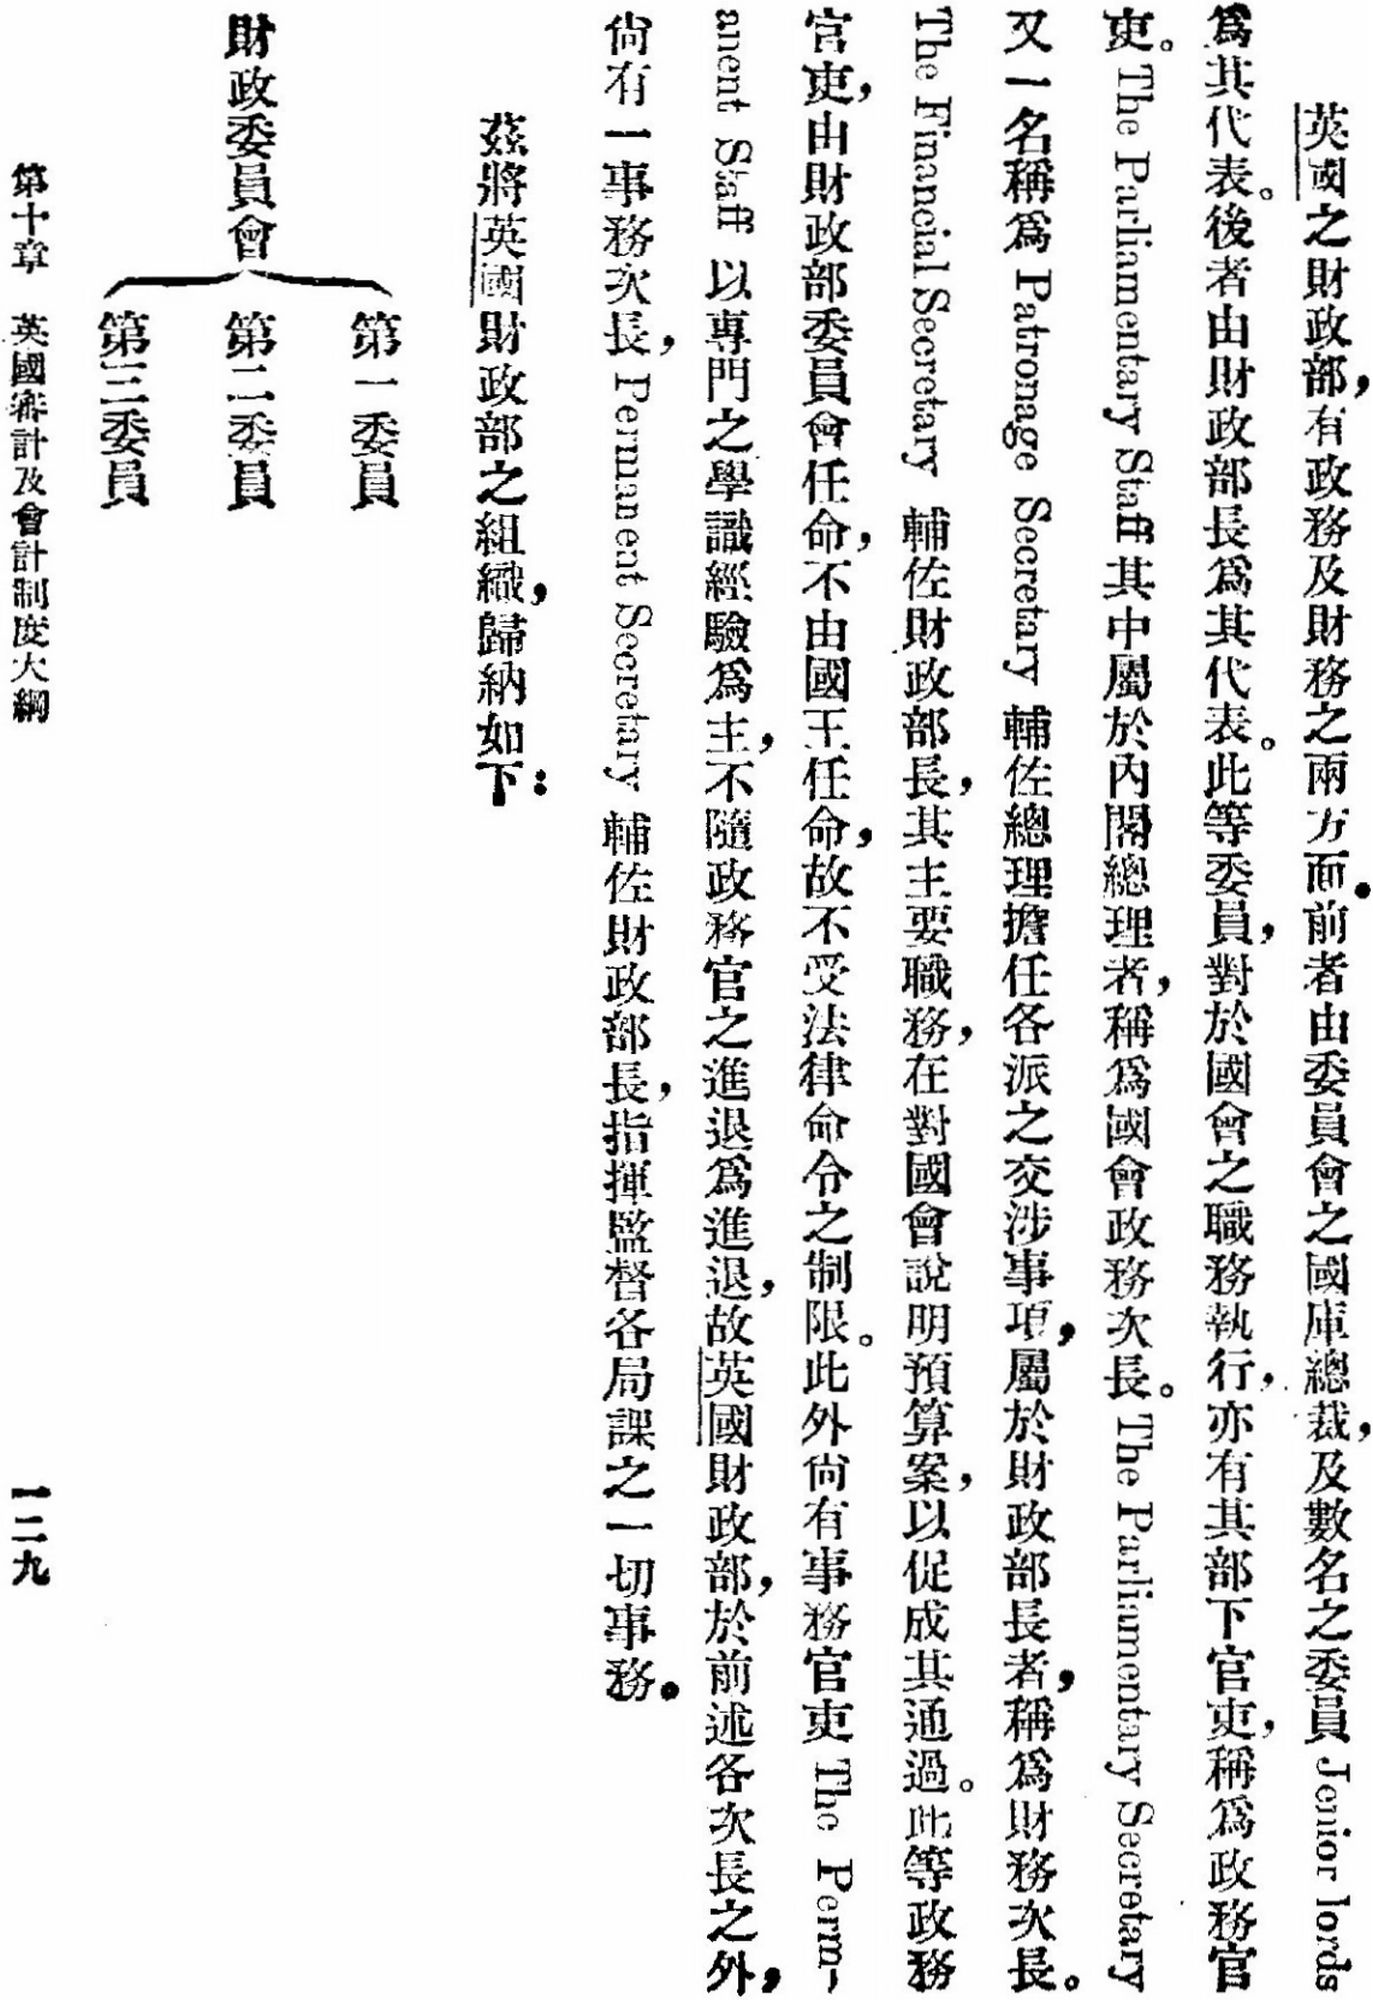 英國之財政部，有政務及財務之兩方面。前者由委員會之國庫總裁，及數名之委員 Jenior lords
爲其代表。後者由財政部長爲其代表。此等委員，對於國會之職務執行，亦有其部下官吏，稱爲政務官
吏。The Parliamentary Staff 其中屬於內閣總理者，稱爲國會政務次長。The Parliamentary Secretary
又一名稱爲 Patronage Secretary 輔佐總理擔任各派之交涉事項，屬於財政部長者，稱爲財務次長。
The Financial Secretary 輔佐財政部長，其主要職務，在對國會說明預算案，以促成其通過。此等政務
官吏，由財政部委員會任命，不由國王任命，故不受法律命令之制限。此外尙有事務官吏 The Perm-
anent Staff 以專門之學識經驗爲主，不隨政務官之進退爲進退，故英國財政部，於前述各次長之外，
尙有一事務次長，Permanent Secretary 輔佐財政部長，指揮監督各局課之一切事務。
茲將英國財政部之組織，歸納如下：
財政委員會
第一委員
第二委員
第三委員
第十章　英國審計及會計制度大綱
一二九